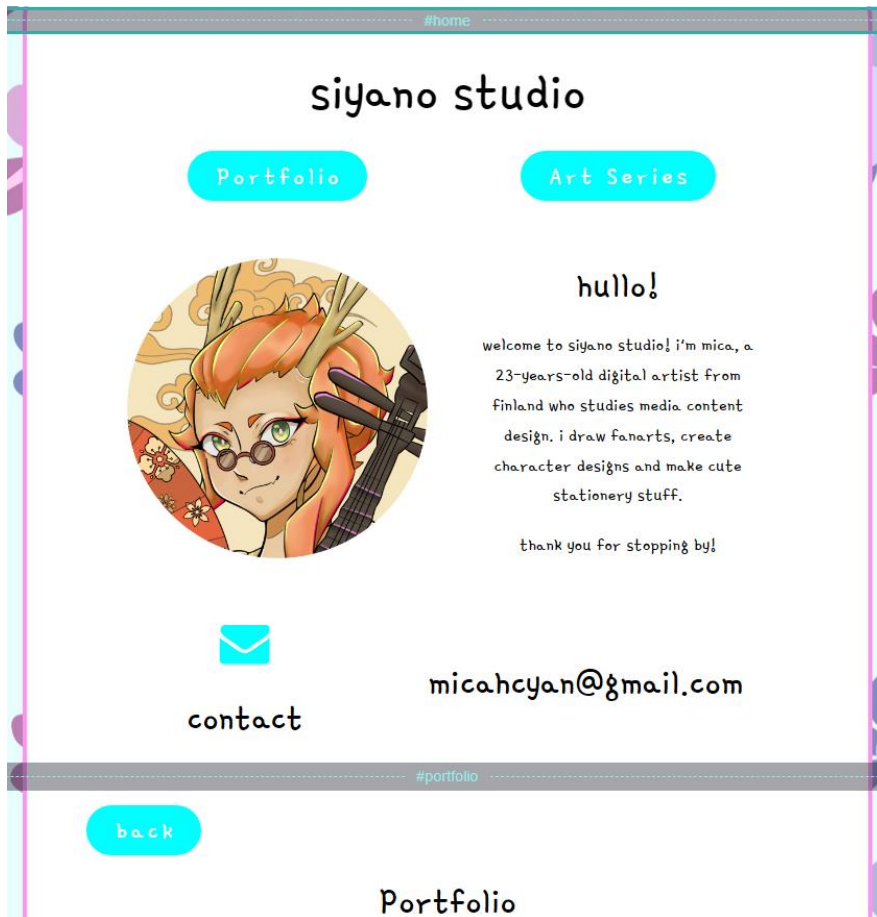 #home
siyano studio
Portfolio
Art Series
hullo!
welcome to siyano studio! i'm mica, a
23-years-old digital artist from
finland who studies media content
design. i draw fanarts, create
character designs and make cute
stationery stuff.
thank you for stopping by!
contact
micahcyan@gmail.com
#portfolio
back
Portfolio